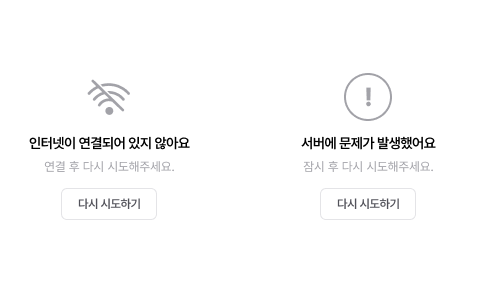 인터넷이 연결되어 있지 않아요
연결 후 다시 시도해주세요.
다시 시도하기
서버에 문제가 발생했어요
잠시 후 다시 시도해주세요.
다시 시도하기